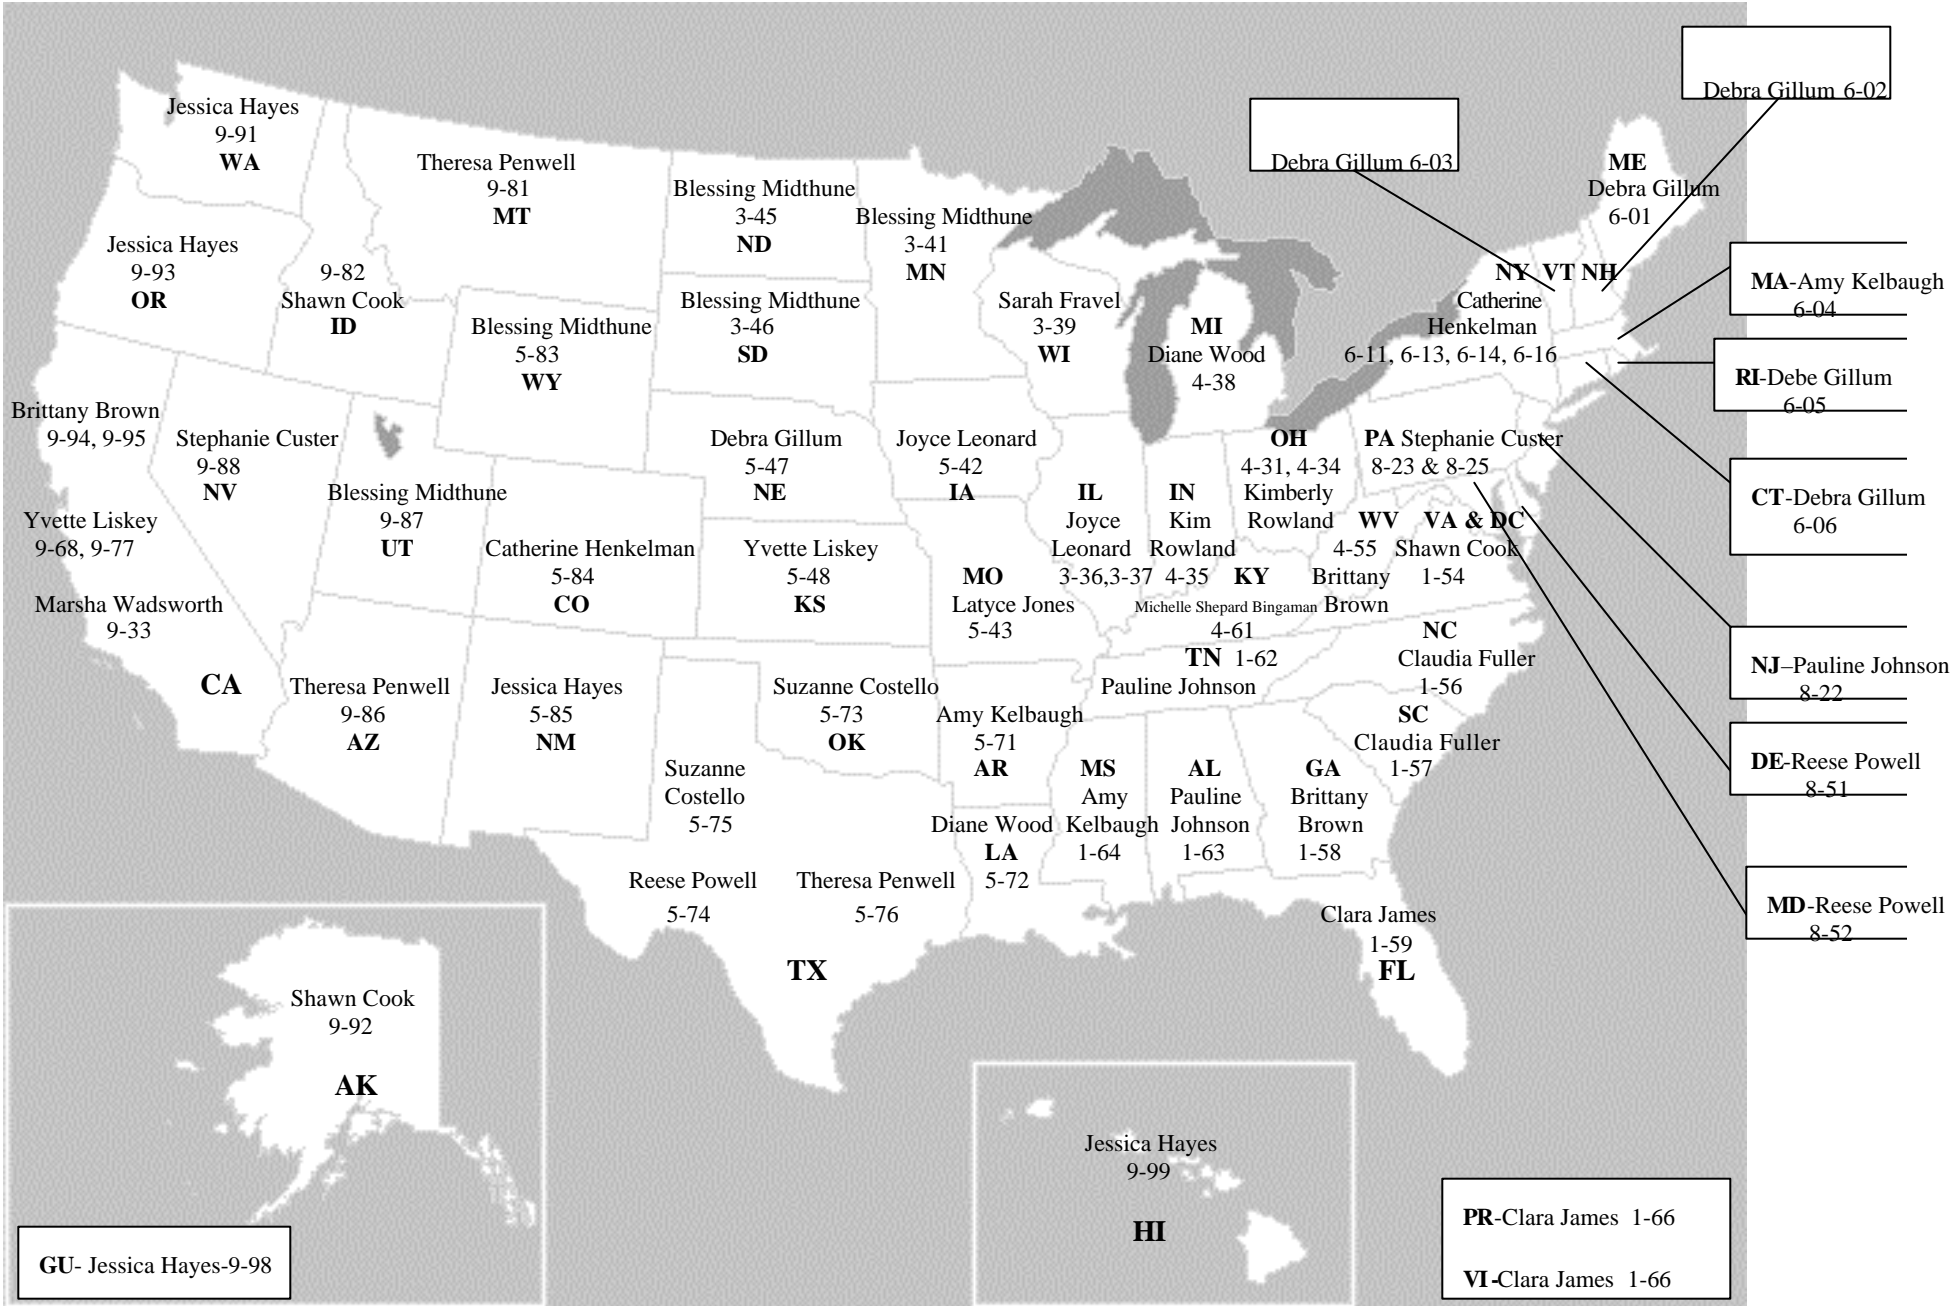 Debra Gillum 6-02
Debra Gillum 6-03
Jessica Hayes
9-91
WA
Theresa Penwell
9-81
MT
Blessing Midthune
3-45
ND
Blessing Midthune
3-41
MN
ME
Debra Gillum
6-01
Jessica Hayes
9-93
OR
9-82
Shawn Cook
ID
Blessing Midthune
5-83
WY
Blessing Midthune
3-46
SD
Sarah Fravel
3-39
WI
MI
Diane Wood
4-38
NY VT NH
Catherine
Henkelman
6-11, 6-13, 6-14, 6-16
MA-Amy Kelbaugh
6-04
RI-Debe Gillum
6-05
Brittany Brown
9-94, 9-95
Stephanie Custer
9-88
NV
Yvette Liskey
9-68, 9-77
Marsha Wadsworth
9-33
CA
Blessing Midthune
9-87
UT
Catherine Henkelman
5-84
CO
Debra Gillum
5-47
NE
Yvette Liskey
5-48
KS
Joyce Leonard
5-42
IA
MO
Latyce Jones
5-43
IL
Joyce
Leonard
3-36,3-37
IN
Kim
Rowland
4-35
OH
4-31, 4-34
Kimberly
Rowland
PA Stephanie Custer
8-23 & 8-25
WV
4-55
Brittany
Brown
VA & DC
Shawn Cook
1-54
KY
Michelle Shepard Bingaman
4-61
TN 1-62
Pauline Johnson
NC
Claudia Fuller
1-56
SC
Claudia Fuller
1-57
CT-Debra Gillum
6-06
NJ–Pauline Johnson
8-22
DE-Reese Powell
8-51
MD-Reese Powell
8-52
Theresa Penwell
9-86
AZ
Jessica Hayes
5-85
NM
Suzanne Costello
5-73
OK
Amy Kelbaugh
5-71
AR
Suzanne
Costello
5-75
Reese Powell
5-74
Theresa Penwell
5-76
TX
Diane Wood
LA
5-72
MS
Amy
Kelbaugh
1-64
AL
Pauline
Johnson
1-63
GA
Brittany
Brown
1-58
Clara James
1-59
FL
Shawn Cook
9-92
AK
GU- Jessica Hayes-9-98
Jessica Hayes
9-99
HI
PR-Clara James 1-66
VI-Clara James 1-66